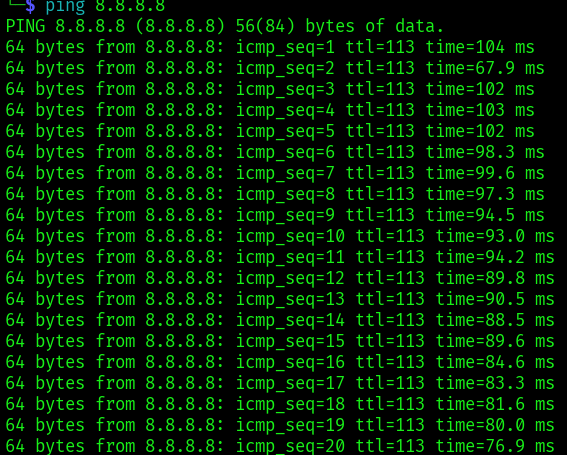 └─$ ping 8.8.8.8
PING 8.8.8.8 (8.8.8.8) 56(84) bytes of data.
64 bytes from 8.8.8.8: icmp_seq=1 ttl=113 time=104 ms
64 bytes from 8.8.8.8: icmp_seq=2 ttl=113 time=67.9 ms
64 bytes from 8.8.8.8: icmp_seq=3 ttl=113 time=102 ms
64 bytes from 8.8.8.8: icmp_seq=4 ttl=113 time=103 ms
64 bytes from 8.8.8.8: icmp_seq=5 ttl=113 time=102 ms
64 bytes from 8.8.8.8: icmp_seq=6 ttl=113 time=98.3 ms
64 bytes from 8.8.8.8: icmp_seq=7 ttl=113 time=99.6 ms
64 bytes from 8.8.8.8: icmp_seq=8 ttl=113 time=97.3 ms
64 bytes from 8.8.8.8: icmp_seq=9 ttl=113 time=94.5 ms
64 bytes from 8.8.8.8: icmp_seq=10 ttl=113 time=93.0 ms
64 bytes from 8.8.8.8: icmp_seq=11 ttl=113 time=94.2 ms
64 bytes from 8.8.8.8: icmp_seq=12 ttl=113 time=89.8 ms
64 bytes from 8.8.8.8: icmp_seq=13 ttl=113 time=90.5 ms
64 bytes from 8.8.8.8: icmp_seq=14 ttl=113 time=88.5 ms
64 bytes from 8.8.8.8: icmp_seq=15 ttl=113 time=89.6 ms
64 bytes from 8.8.8.8: icmp_seq=16 ttl=113 time=84.6 ms
64 bytes from 8.8.8.8: icmp_seq=17 ttl=113 time=83.3 ms
64 bytes from 8.8.8.8: icmp_seq=18 ttl=113 time=81.6 ms
64 bytes from 8.8.8.8: icmp_seq=19 ttl=113 time=80.0 ms
64 bytes from 8.8.8.8: icmp_seq=20 ttl=113 time=76.9 ms